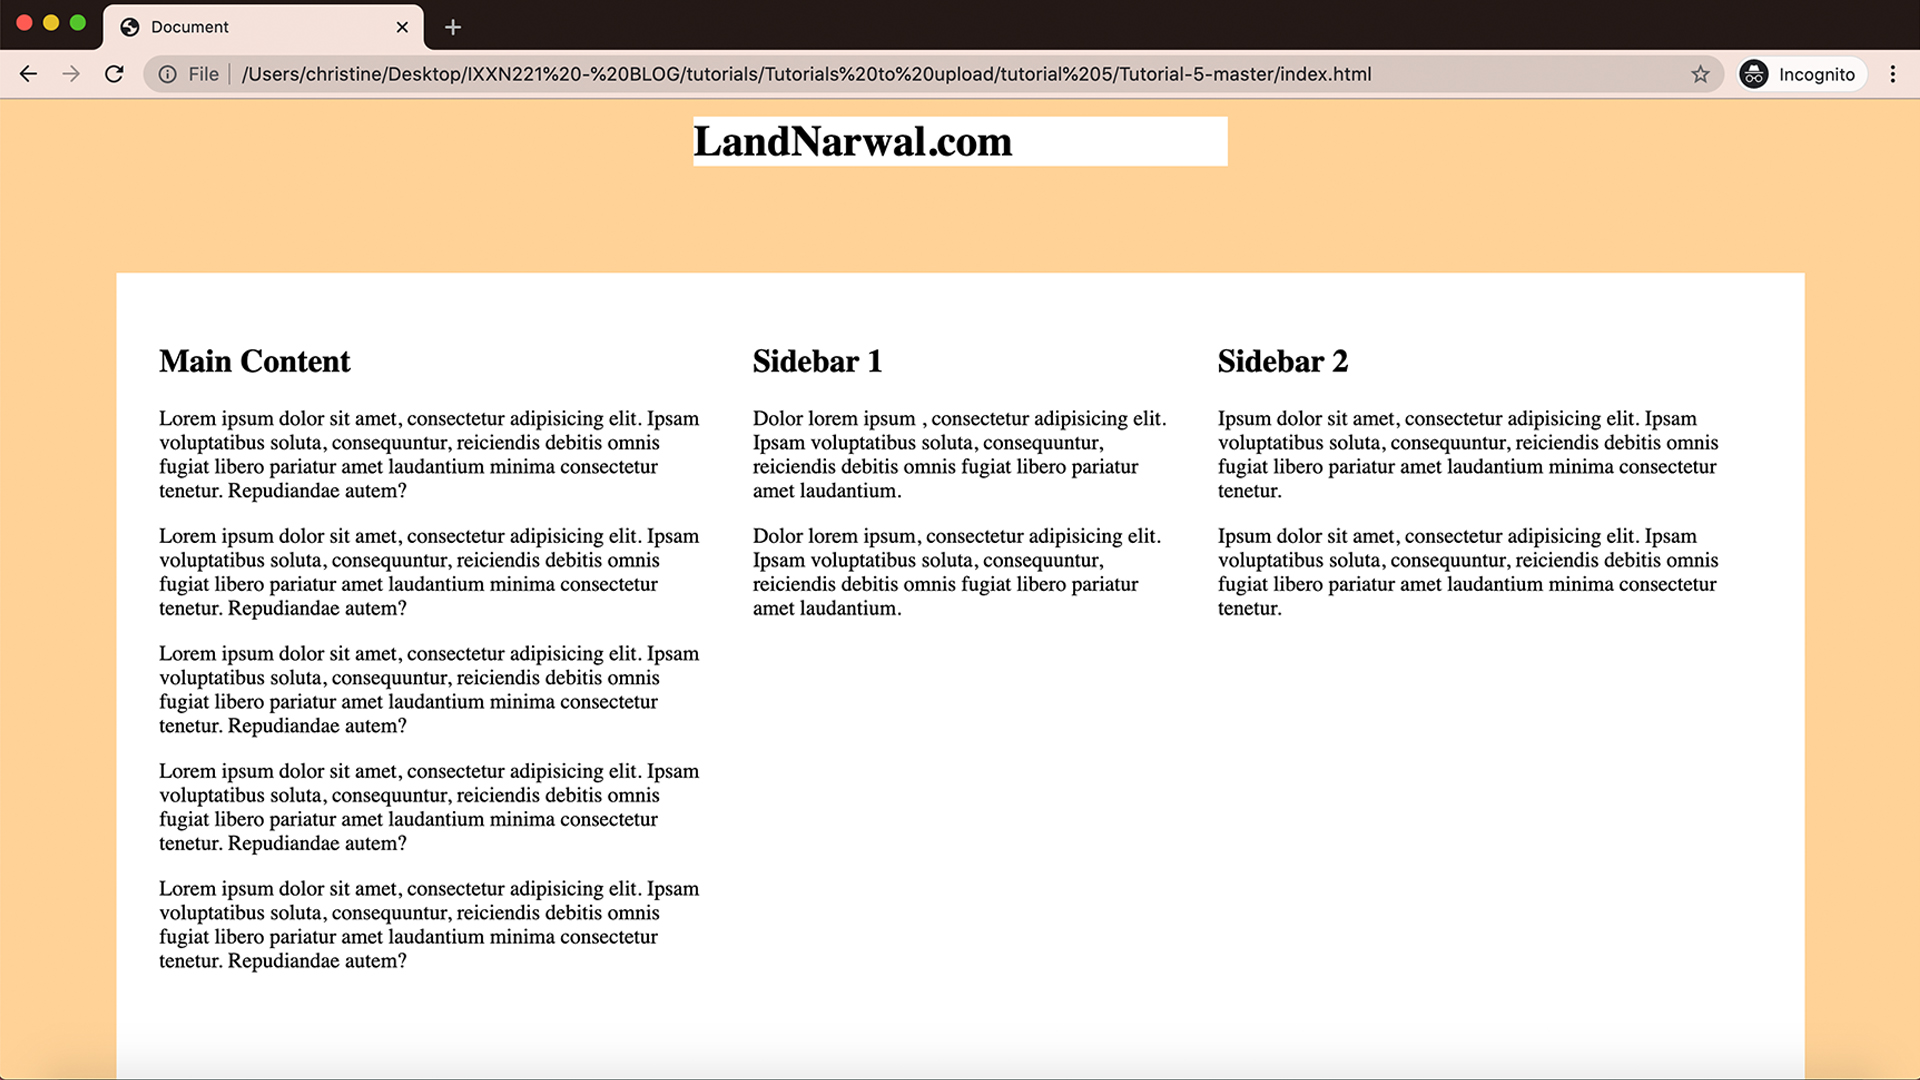 Document
File
/Users/christine/Desktop/IXXN221%20-%20BLOG/tutorials/Tutorials%20to%20upload/tutorial%205/Tutorial-5-master/index.html
Incognito
LandNarwal.com
Main Content
Lorem ipsum dolor sit amet, consectetur adipisicing elit. Ipsam
voluptatibus soluta, consequuntur, reiciendis debitis omnis
fugiat libero pariatur amet laudantium minima consectetur
tenetur. Repudiandae autem?
Lorem ipsum dolor sit amet, consectetur adipisicing elit. Ipsam
voluptatibus soluta, consequuntur, reiciendis debitis omnis
fugiat libero pariatur amet laudantium minima consectetur
tenetur. Repudiandae autem?
Lorem ipsum dolor sit amet, consectetur adipisicing elit. Ipsam
voluptatibus soluta, consequuntur, reiciendis debitis omnis
fugiat libero pariatur amet laudantium minima consectetur
tenetur. Repudiandae autem?
Lorem ipsum dolor sit amet, consectetur adipisicing elit. Ipsam
voluptatibus soluta, consequuntur, reiciendis debitis omnis
fugiat libero pariatur amet laudantium minima consectetur
tenetur. Repudiandae autem?
Lorem ipsum dolor sit amet, consectetur adipisicing elit. Ipsam
voluptatibus soluta, consequuntur, reiciendis debitis omnis
fugiat libero pariatur amet laudantium minima consectetur
tenetur. Repudiandae autem?
Sidebar 1
Dolor lorem ipsum , consectetur adipisicing elit.
Ipsam voluptatibus soluta, consequuntur,
reiciendis debitis omnis fugiat libero pariatur
amet laudantium.
Dolor lorem ipsum, consectetur adipisicing elit.
Ipsam voluptatibus soluta, consequuntur,
reiciendis debitis omnis fugiat libero pariatur
amet laudantium.
Sidebar 2
Ipsum dolor sit amet, consectetur adipisicing elit. Ipsam
voluptatibus soluta, consequuntur, reiciendis debitis omnis
fugiat libero pariatur amet laudantium minima consectetur
tenetur.
Ipsum dolor sit amet, consectetur adipisicing elit. Ipsam
voluptatibus soluta, consequuntur, reiciendis debitis omnis
fugiat libero pariatur amet laudantium minima consectetur
tenetur.